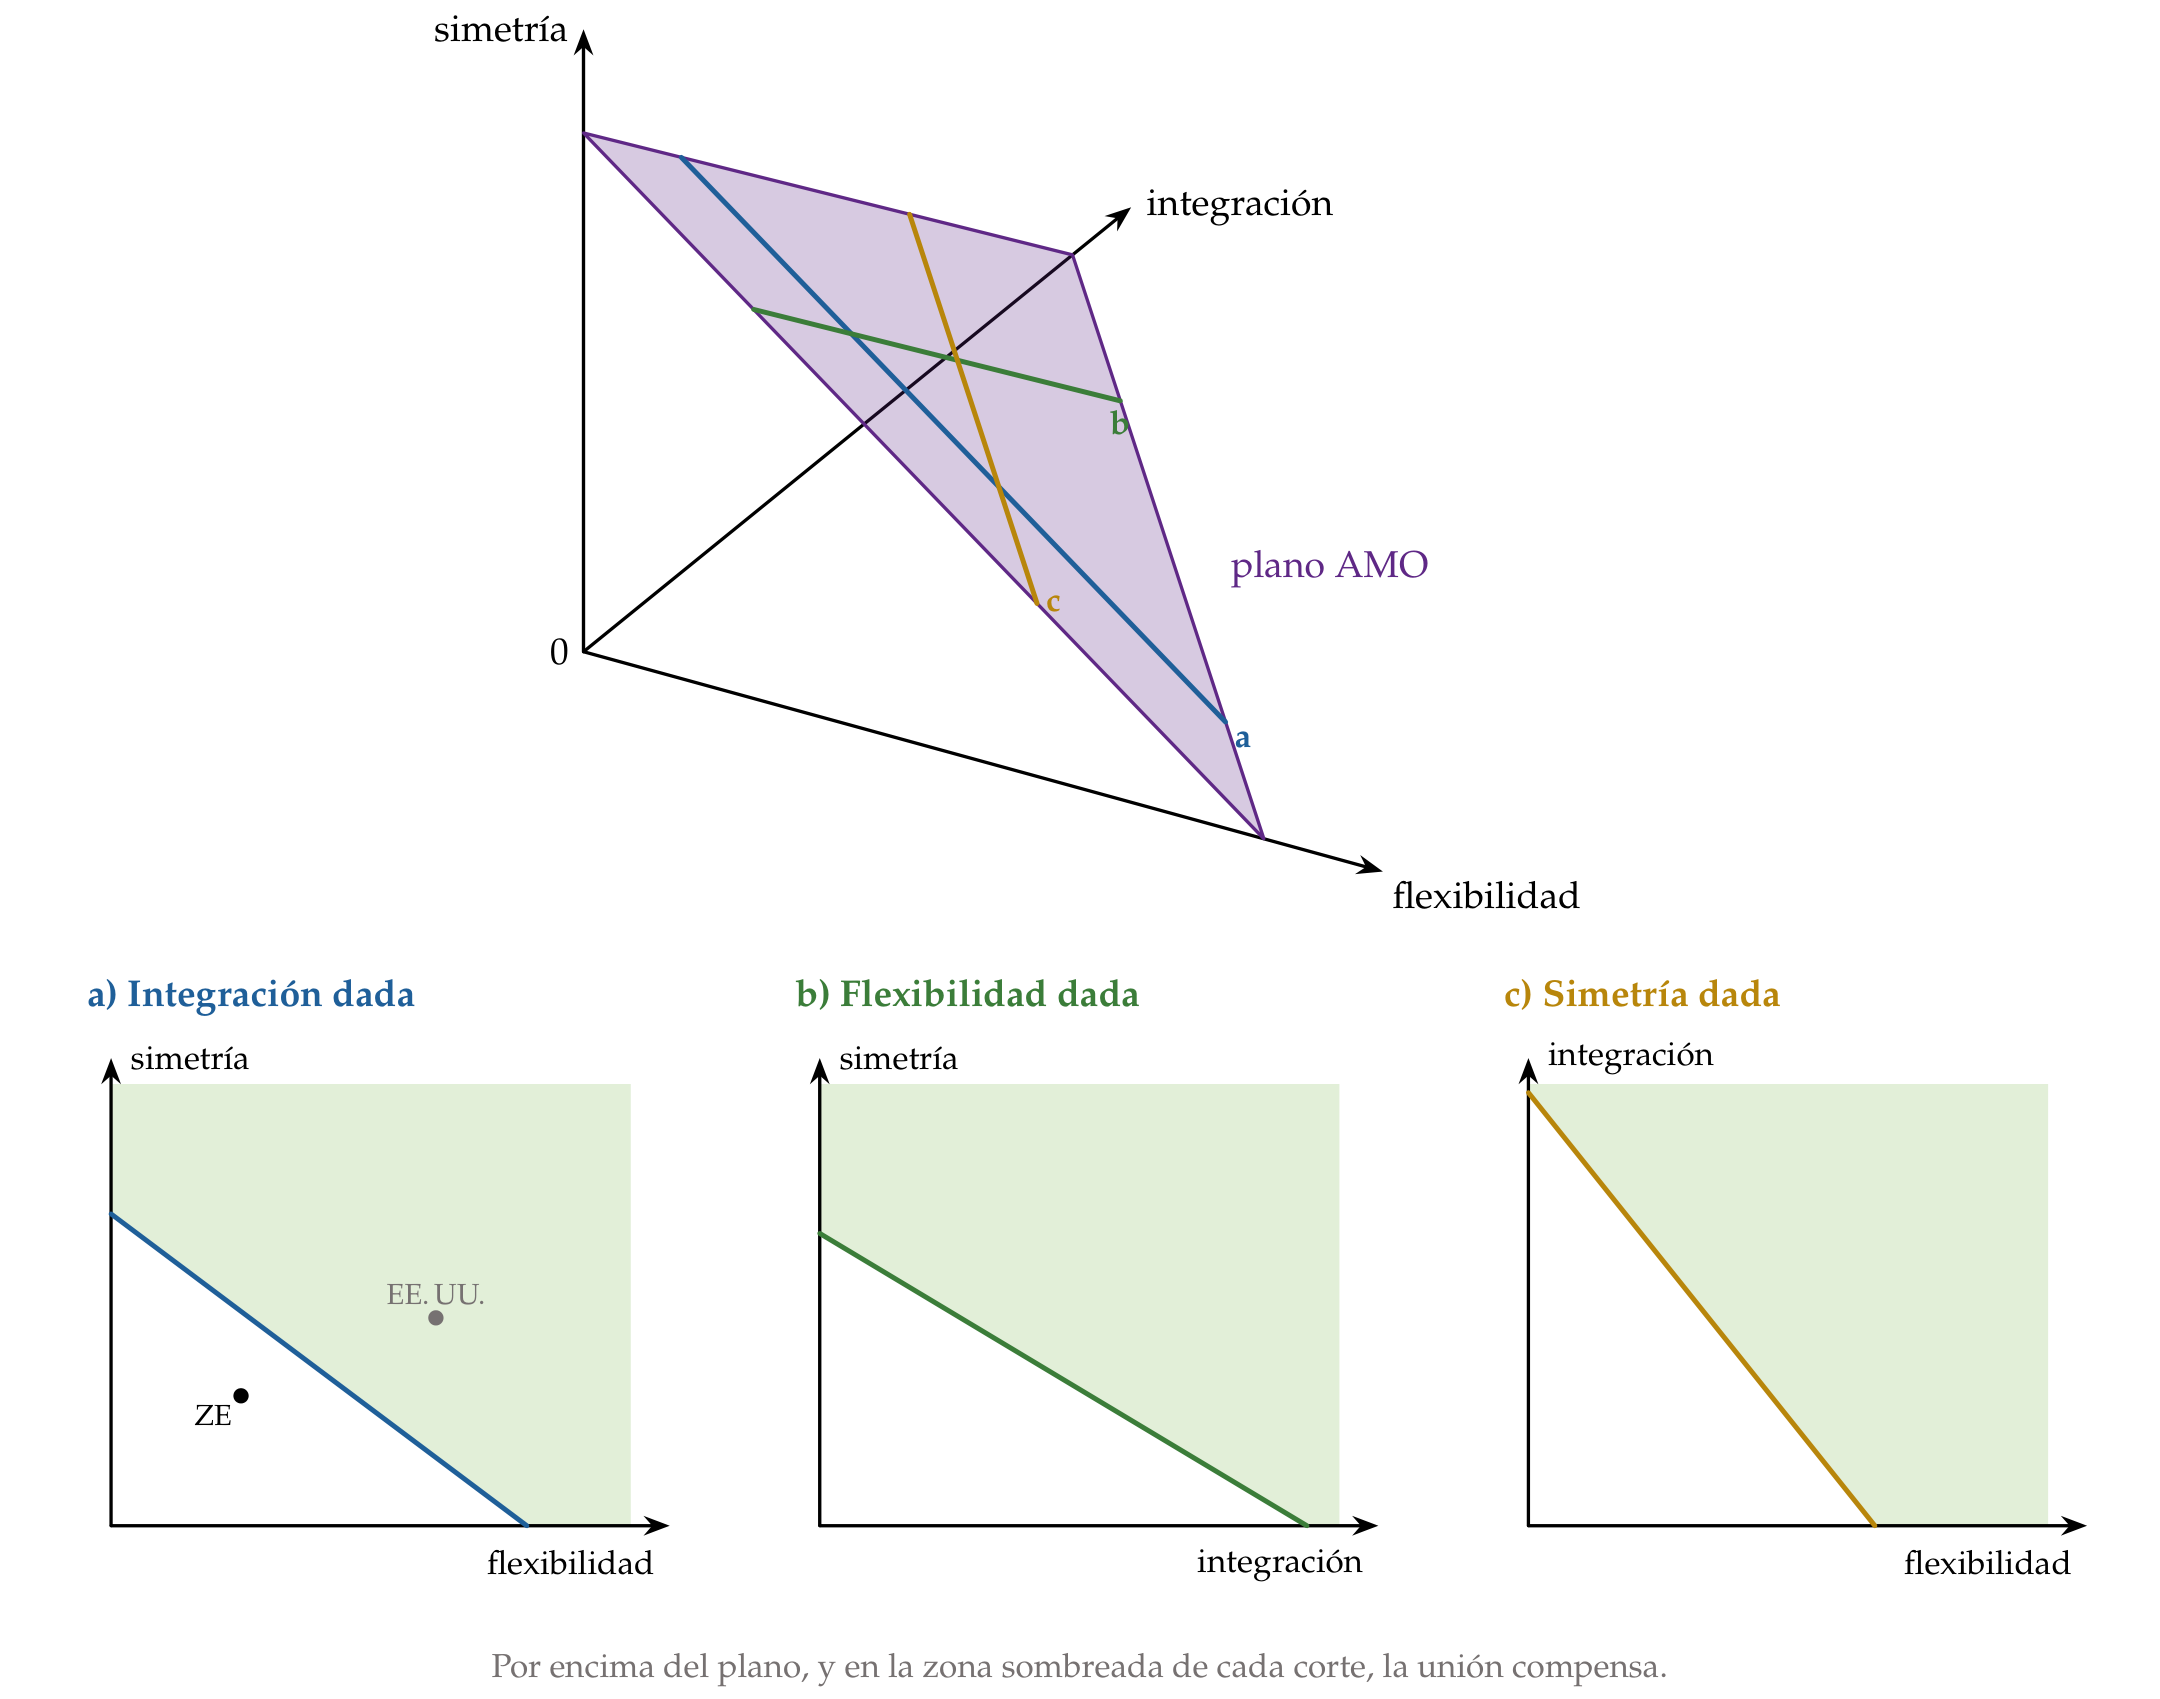 simetría
integración
b
plano AMO
c
0
a
flexibilidad
a) Integración dada
b) Flexibilidad dada
c) Simetría dada
simetría
simetría
integración
EE. UU.
ZE
flexibilidad
integración
flexibilidad
Por encima del plano, y en la zona sombreada de cada corte, la unión compensa.